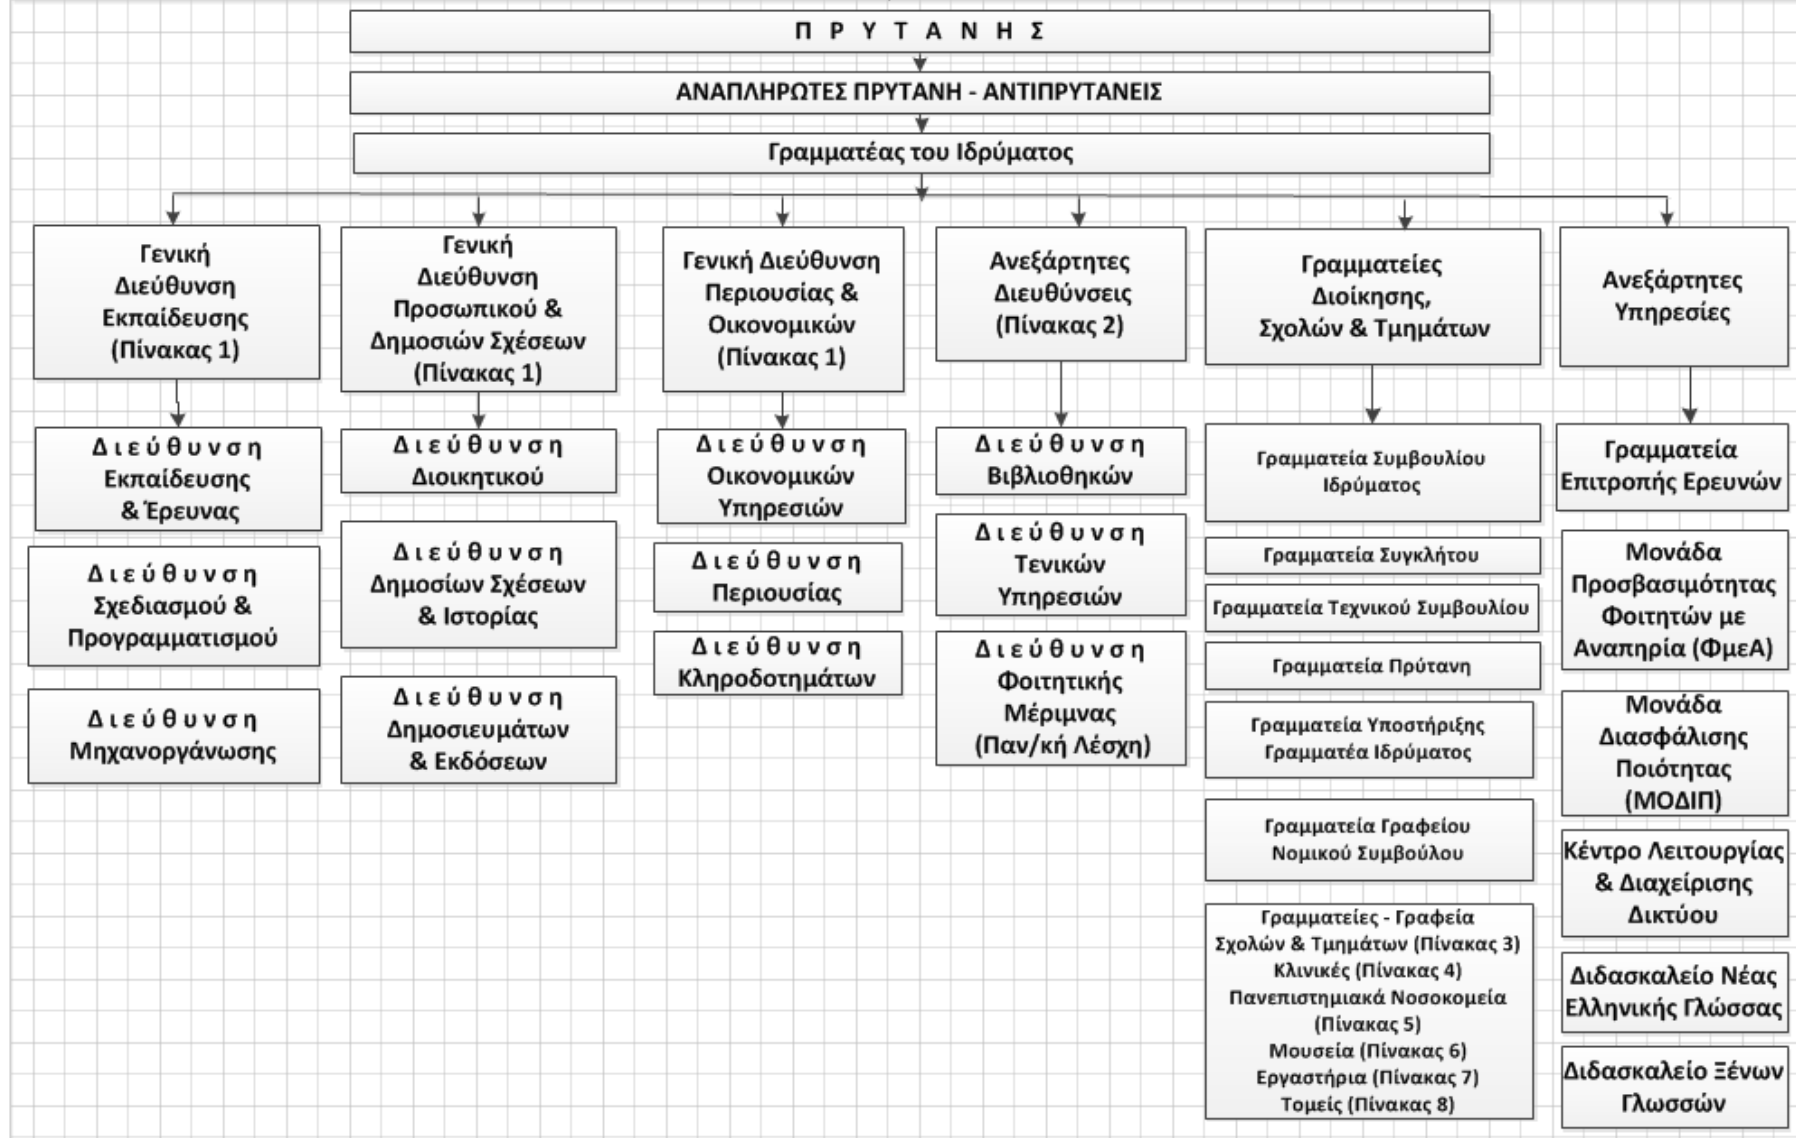 Π Ρ Υ Τ Α Ν Η Σ
ΑΝΑΠΛΗΡΩΤΕΣ ΠΡΥΤΑΝΗ - ΑΝΤΙΠΡΥΤΑΝΕΙΣ
Γραμματέας του Ιδρύματος
Γενική
Διεύθυνση
Εκπαίδευσης
(Πίνακας 1)
Δ ι ε ύ θ υ ν σ η
Εκπαίδευσης
& Έρευνας
Δ ι ε ύ θ υ ν σ η
Σχεδιασμού &
Προγραμματισμού
Δ ι ε ύ θ υ ν σ η
Μηχανοργάνωσης
Γενική
Διεύθυνση
Προσωπικού &
Δημοσιών Σχέσεων
(Πίνακας 1)
Δ ι ε ύ θ υ ν σ η
Διοικητικού
Δ ι ε ύ θ υ ν σ η
Δημοσίων Σχέσεων
& Ιστορίας
Δ ι ε ύ θ υ ν σ η
Δημοσιευμάτων
& Εκδόσεων
Γενική Διεύθυνση
Περιουσίας &
Οικονομικών
(Πίνακας 1)
Δ ι ε ύ θ υ ν σ η
Οικονομικών
Υπηρεσιών
Δ ι ε ύ θ υ ν σ η
Περιουσίας
Δ ι ε ύ θ υ ν σ η
Κληροδοτημάτων
Ανεξάρτητες
Διευθύνσεις
(Πίνακας 2)
Δ ι ε ύ θ υ ν σ η
Βιβλιοθηκών
Δ ι ε ύ θ υ ν σ η
Τενικών
Υπηρεσιών
Δ ι ε ύ θ υ ν σ η
Φοιτητικής
Μέριμνας
(Παν/κή Λέσχη)
Γραμματείες
Διοίκησης,
Σχολών & Τμημάτων
Γραμματεία Συμβουλίου
Ιδρύματος
Γραμματεία Συγκλήτου
Γραμματεία Τεχνικού Συμβουλίου
Γραμματεία Πρύτανη
Γραμματεία Υποστήριξης
Γραμματέα Ιδρύματος
Γραμματεία Γραφείου
Νομικού Συμβούλου
Γραμματείες - Γραφεία
Σχολών & Τμημάτων (Πίνακας 3)
Κλινικές (Πίνακας 4)
Πανεπιστημιακά Νοσοκομεία
(Πίνακας 5)
Μουσεία (Πίνακας 6)
Εργαστήρια (Πίνακας 7)
Τομείς (Πίνακας 8)
Ανεξάρτητες
Υπηρεσίες
Γραμματεία
Επιτροπής Ερευνών
Μονάδα
Προσβασιμότητας
Φοιτητών με
Αναπηρία (ΦμεΑ)
Μονάδα
Διασφάλισης
Ποιότητας
(ΜΟΔΙΠ)
Κέντρο Λειτουργίας
& Διαχείρισης
Δικτύου
Διδασκαλείο Νέας
Ελληνικής Γλώσσας
Διδασκαλείο Ξένων
Γλωσσών